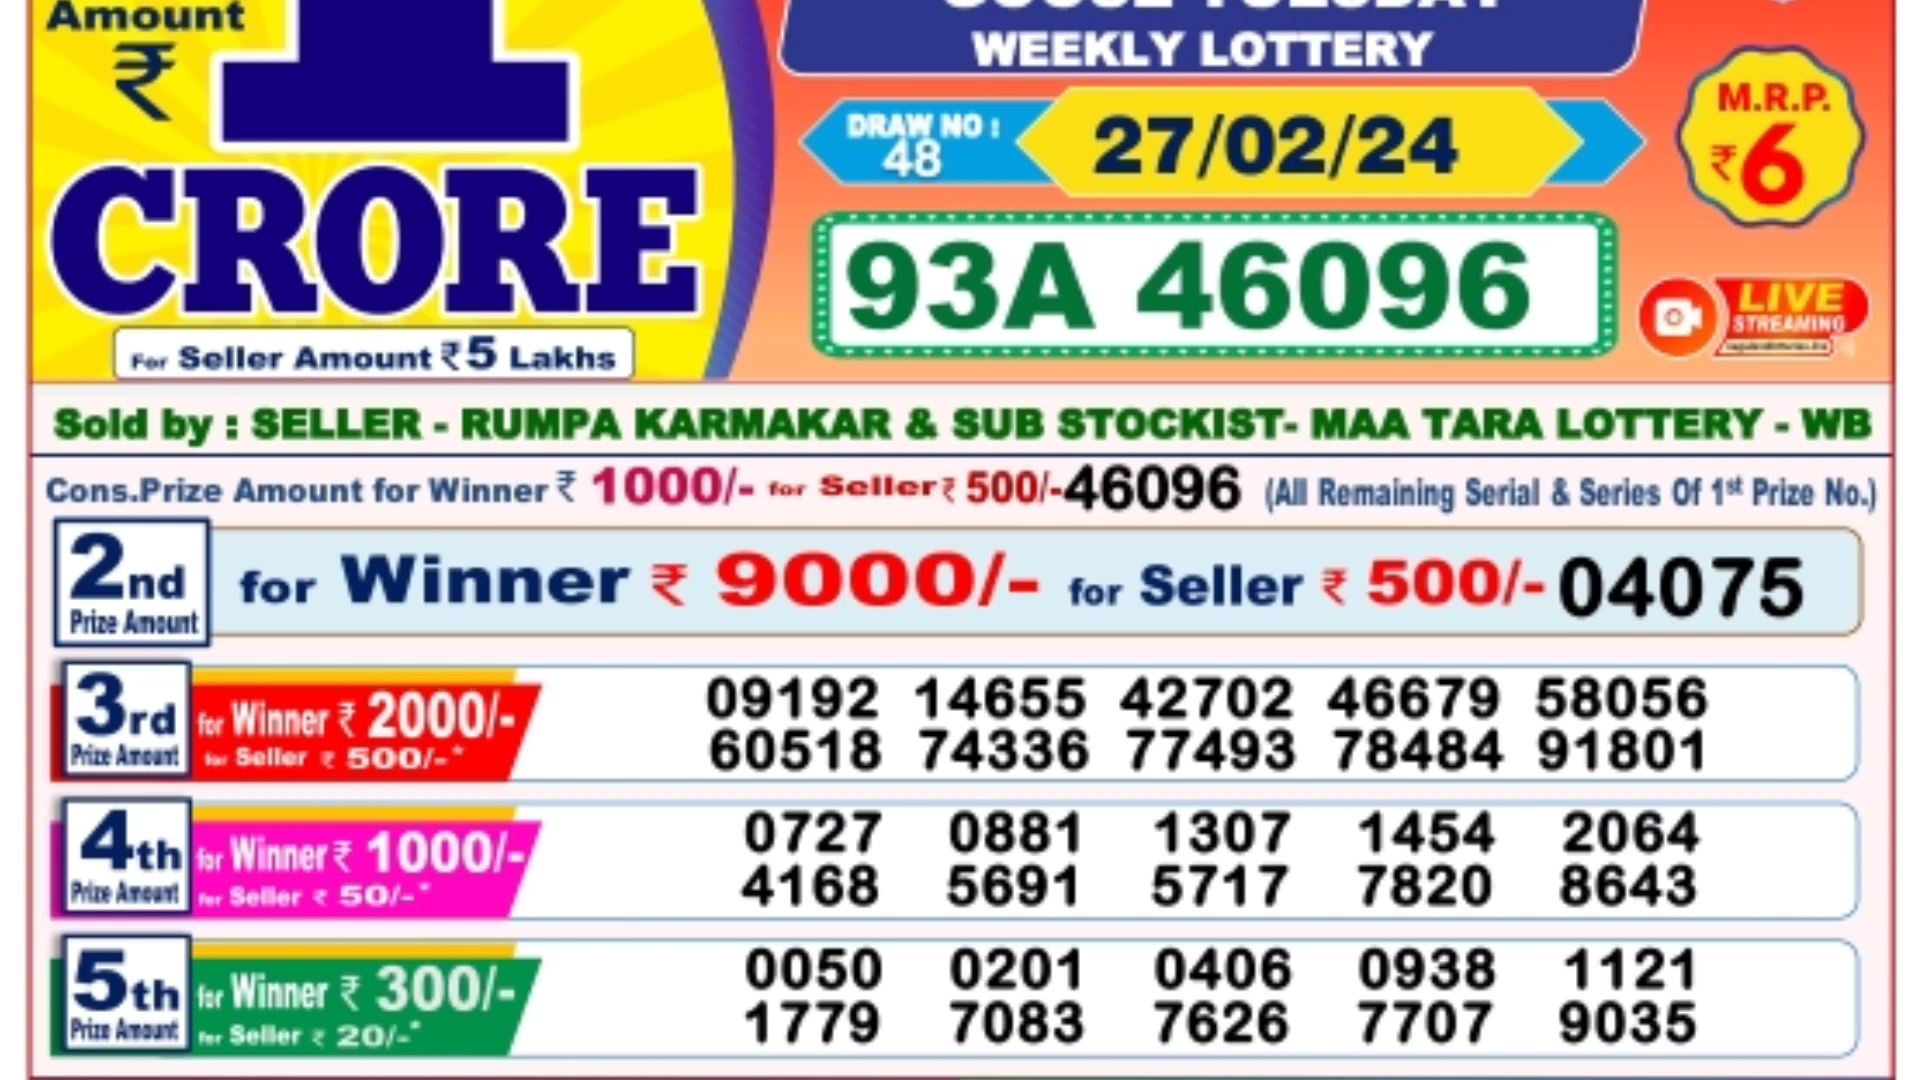 Amount
₹ 1
CRORE
For Seller Amount ₹ 5 Lakhs
GOOSE TUESDAY
WEEKLY LOTTERY
DRAW NO :
48
27/02/24
M.R.P.
₹6
93A 46096
LIVE
STREAMING
Sold by : SELLER - RUMPA KARMAKAR & SUB STOCKIST- MAA TARA LOTTERY - WB
Cons.Prize Amount for Winner ₹ 1000/- for Seller ₹ 500/- 46096 (All Remaining Serial & Series Of 1st Prize No.)
2nd
Prize Amount
for Winner ₹ 9000/- for Seller ₹ 500/- 04075
3rd
Prize Amount
for Winner ₹ 2000/-
for Seller ₹ 500/-*
09192 14655 42702 46679 58056
60518 74336 77493 78484 91801
4th
Prize Amount
for Winner ₹ 1000/-
for Seller ₹ 50/-*
0727 0881 1307 1454 2064
4168 5691 5717 7820 8643
5th
Prize Amount
for Winner ₹ 300/-
for Seller ₹ 20/-*
0050 0201 0406 0938 1121
1779 7083 7626 7707 9035